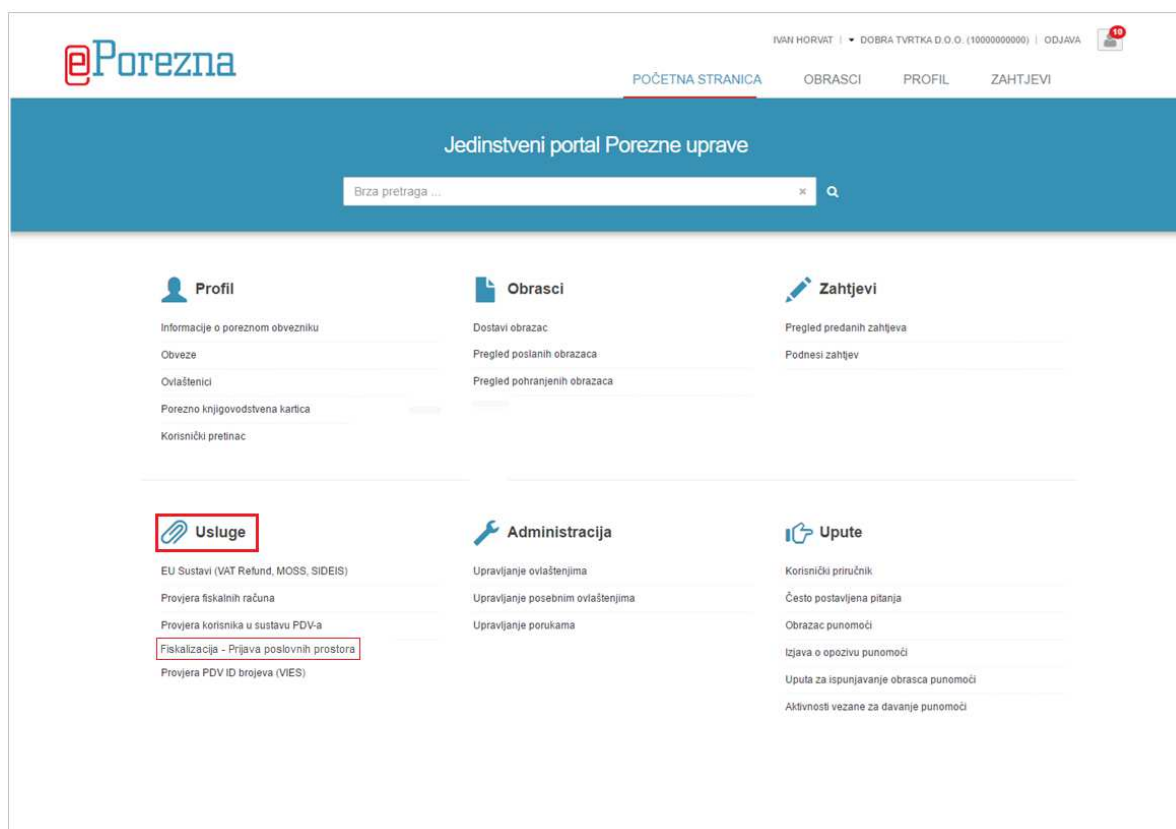 ePorezna
IVAN HORVAT | DOBRA TVRTKA D.O.O. (10000000000) | ODJAVA
10
POČETNA STRANICA OBRASCI PROFIL ZAHTJEVI
Jedinstveni portal Porezne uprave
Brza pretraga ...
Profil
Informacije o poreznom obvezniku
Obveze
Ovlaštenici
Porezno knjigovodstvena kartica
Korisnički pretinac
Obrasci
Dostavi obrazac
Pregled poslanih obrazaca
Pregled pohranjenih obrazaca
Zahtjevi
Pregled predanih zahtjeva
Podnesi zahtjev
Usluge
EU Sustavi (VAT Refund, MOSS, SIDEIS)
Provjera fiskalnih računa
Provjera korisnika u sustavu PDV-a
Fiskalizacija - Prijava poslovnih prostora
Provjera PDV ID brojeva (VIES)
Administracija
Upravljanje ovlaštenjima
Upravljanje posebnim ovlaštenjima
Upravljanje porukama
Upute
Korisnički priručnik
Često postavljena pitanja
Obrazac punomoći
Izjava o opozivu punomoći
Uputa za ispunjavanje obrasca punomoći
Aktivnosti vezane za davanje punomoći